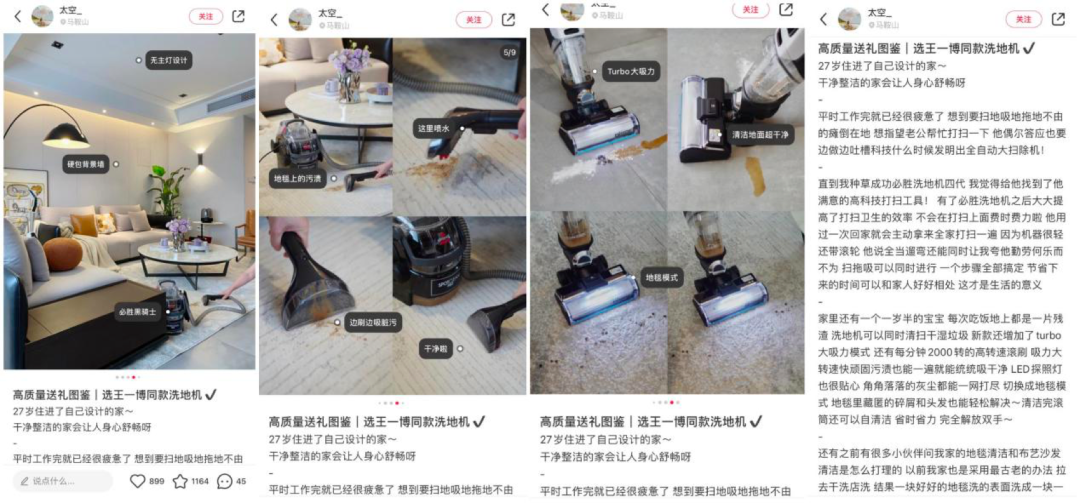 太空_
马鞍山
关注
无主灯设计
硬包背景墙
必胜黑骑士
高质量送礼图鉴｜选王一博同款洗地机✔
27岁住进了自己设计的家～
干净整洁的家会让人身心舒畅呀
-
平时工作完就已经很疲惫了 想到要扫地吸地拖地不由
说点什么...
899
1164
45
太空_
马鞍山
关注
5/9
这里喷水
地毯上的污渍
边刷边吸脏污
干净啦
高质量送礼图鉴｜选王一博同款洗地机✔
27岁住进了自己设计的家～
干净整洁的家会让人身心舒畅呀
-
平时工作完就已经很疲惫了 想到要扫地吸地拖地不由
太空_
马鞍山
关注
Turbo大吸力
清洁地面超干净
地毯模式
高质量送礼图鉴｜选王一博同款洗地机✔
27岁住进了自己设计的家～
干净整洁的家会让人身心舒畅呀
-
平时工作完就已经很疲惫了 想到要扫地吸地拖地不由
太空_
马鞍山
关注
高质量送礼图鉴｜选王一博同款洗地机✔
27岁住进了自己设计的家～
干净整洁的家会让人身心舒畅呀
-
平时工作完就已经很疲惫了 想到要扫地吸地拖地不由
的瘫倒在地 想指望老公帮忙打扫一下 他偶尔答应也要
边做边吐槽科技什么时候发明出全自动大扫除机！
-
直到我种草成功必胜洗地机四代 我觉得给他找到了他
满意的高科技打扫工具！ 有了必胜洗地机之后大大提
高了打扫卫生的效率 不会在打扫上面费时费力啦 他用
过一次回家就会主动拿来全家打扫一遍 因为机器很轻
还带滚轮 他说全当遛弯还能同时让我夸他勤劳何乐而
不为 扫拖吸可以同时进行 一个步骤全部搞定 节省下
来的时间可以和家人好好相处 这才是生活的意义
-
家里还有一个一岁半的宝宝 每次吃饭地上都是一片残
渣 洗地机可以同时清扫干湿垃圾 新款还增加了turbo
大吸力模式 还有每分钟2000转的高转速滚刷 吸力大
转速快顽固污渍也能一遍就能统统吸干净 LED探照灯
也很贴心 角角落落的灰尘都能一网打尽 切换成地毯模
式 地毯里藏匿的碎屑和头发也能轻松解决～清洁完滚
筒还可以自清洁 省时省力 完全解放双手～
-
还有之前有很多小伙伴问我家的地毯清洁和布艺沙发
清洁是怎么打理的 以前我家也是采用最古老的办法 拉
去干洗店洗 结果一块好好的地毯洗的表面洗成一块一